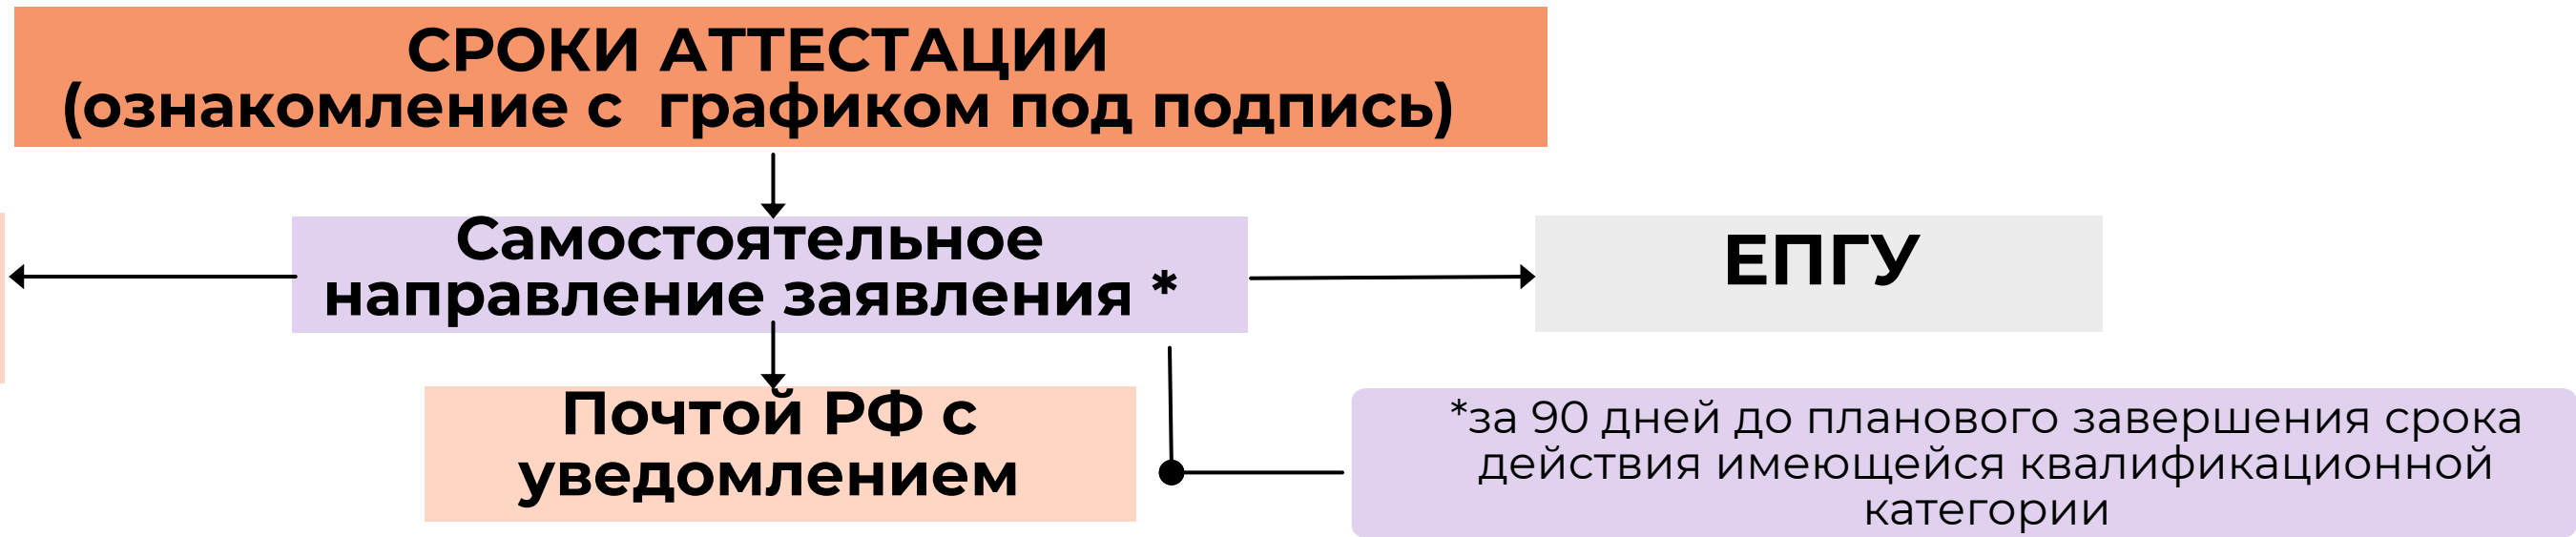 СРОКИ АТТЕСТАЦИИ
(ознакомление с графиком под подпись)
Самостоятельное
направление заявления *
ЕПГУ
Почтой РФ с
уведомлением
*за 90 дней до планового завершения срока
действия имеющейся квалификационной
категории